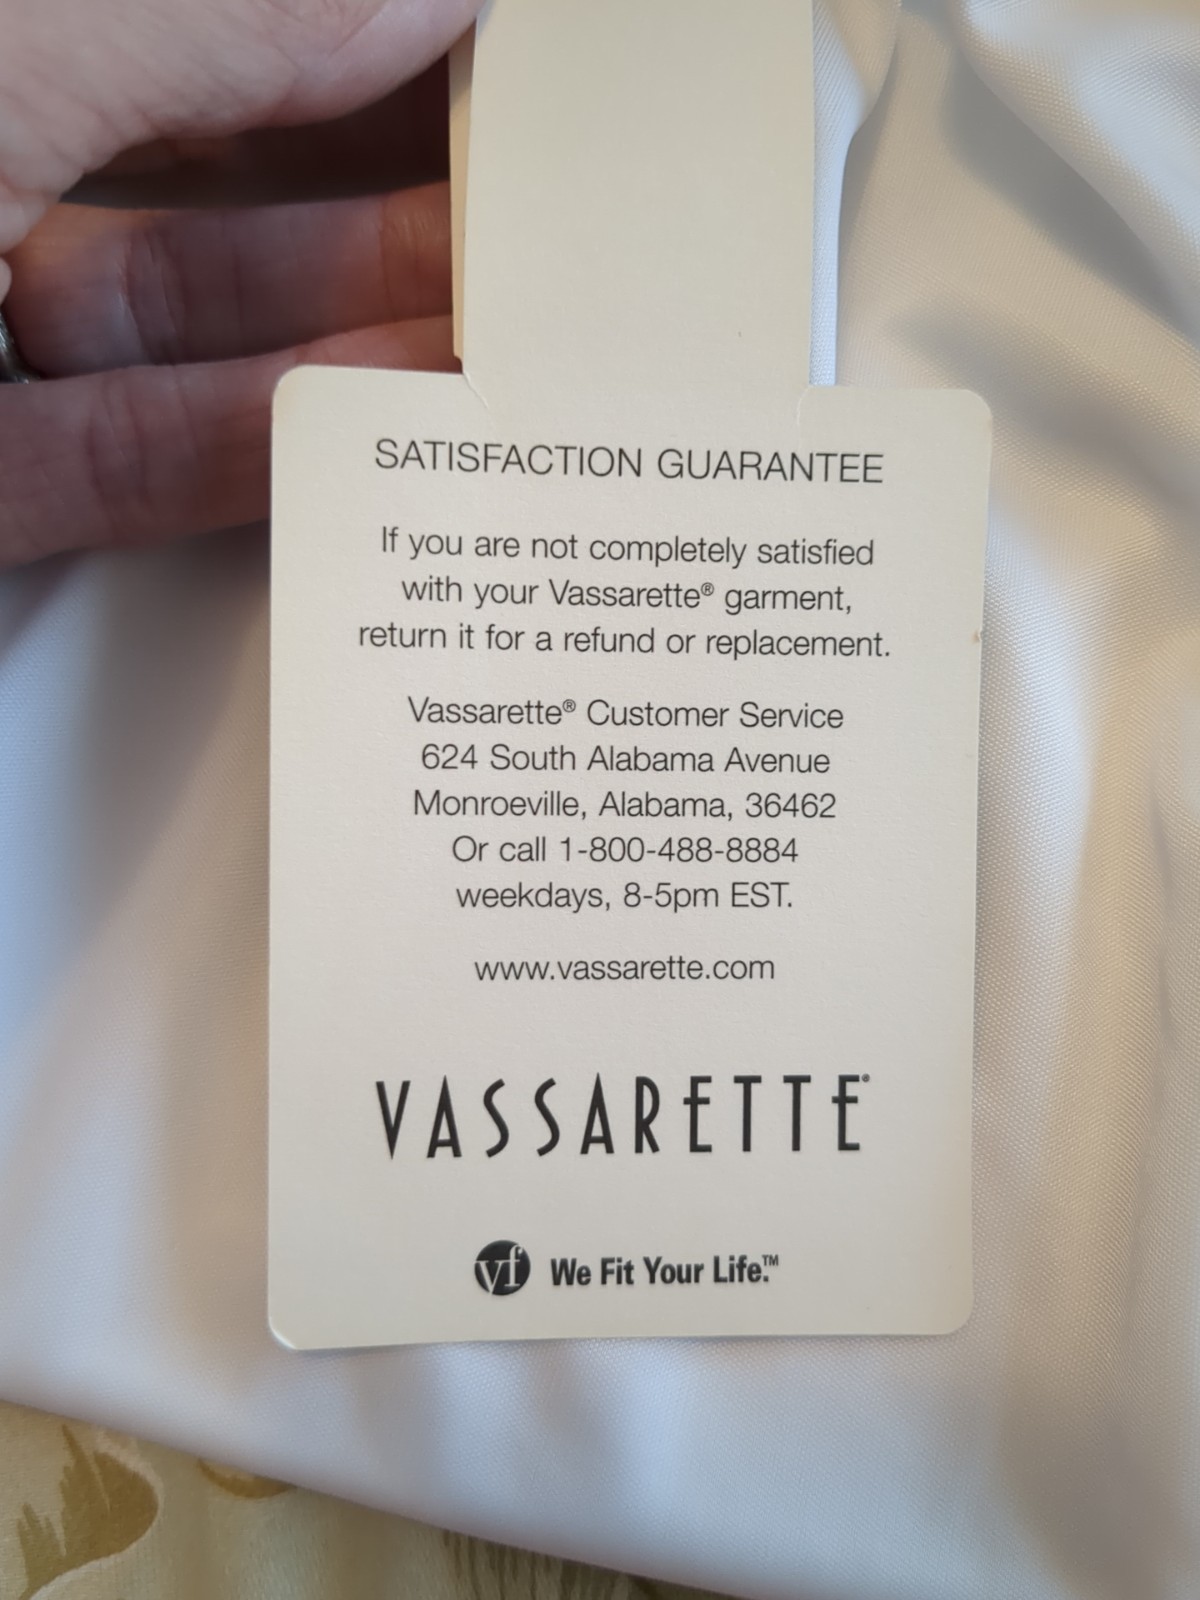 SATISFACTION GUARANTEE
If you are not completely satisfied
with your Vassarette® garment,
return it for a refund or replacement.
Vassarette® Customer Service
624 South Alabama Avenue
Monroeville, Alabama, 36462
Or call 1-800-488-8884
weekdays, 8-5pm EST.
www.vassarette.com
VASSARETTE®
vf We Fit Your Life.™